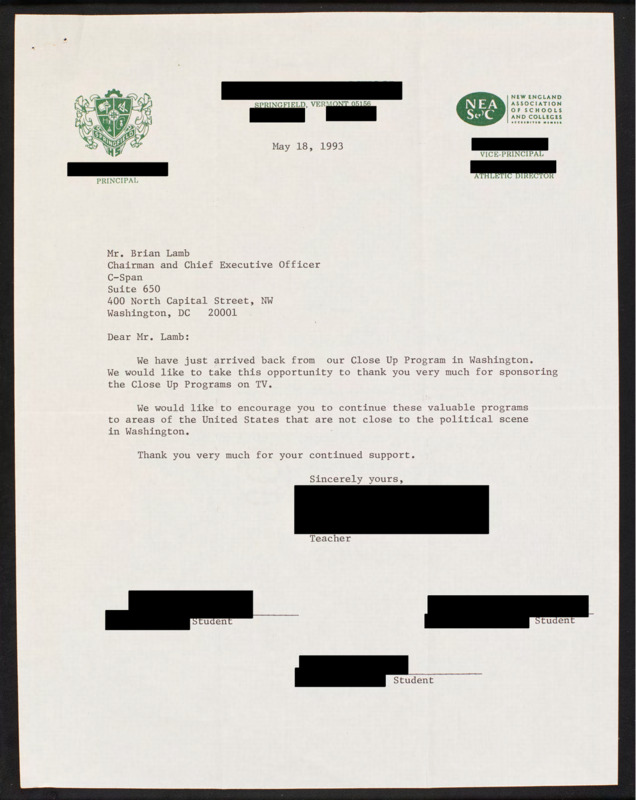 SPRINGFIELD, VERMONT 05156
SPRINGFIELD
HS
NEA
S&C
NEW ENGLAND
ASSOCIATION
OF SCHOOLS
AND COLLEGES
ACCREDITED MEMBER
May 18, 1993
PRINCIPAL
VICE-PRINCIPAL
ATHLETIC DIRECTOR
Mr. Brian Lamb
Chairman and Chief Executive Officer
C-Span
Suite 650
400 North Capital Street, NW
Washington, DC 20001
Dear Mr. Lamb:
We have just arrived back from our Close Up Program in Washington.
We would like to take this opportunity to thank you very much for sponsoring
the Close Up Programs on TV.
We would like to encourage you to continue these valuable programs
to areas of the United States that are not close to the political scene
in Washington.
Thank you very much for your continued support.
Sincerely yours,
Teacher
Student
Student
Student